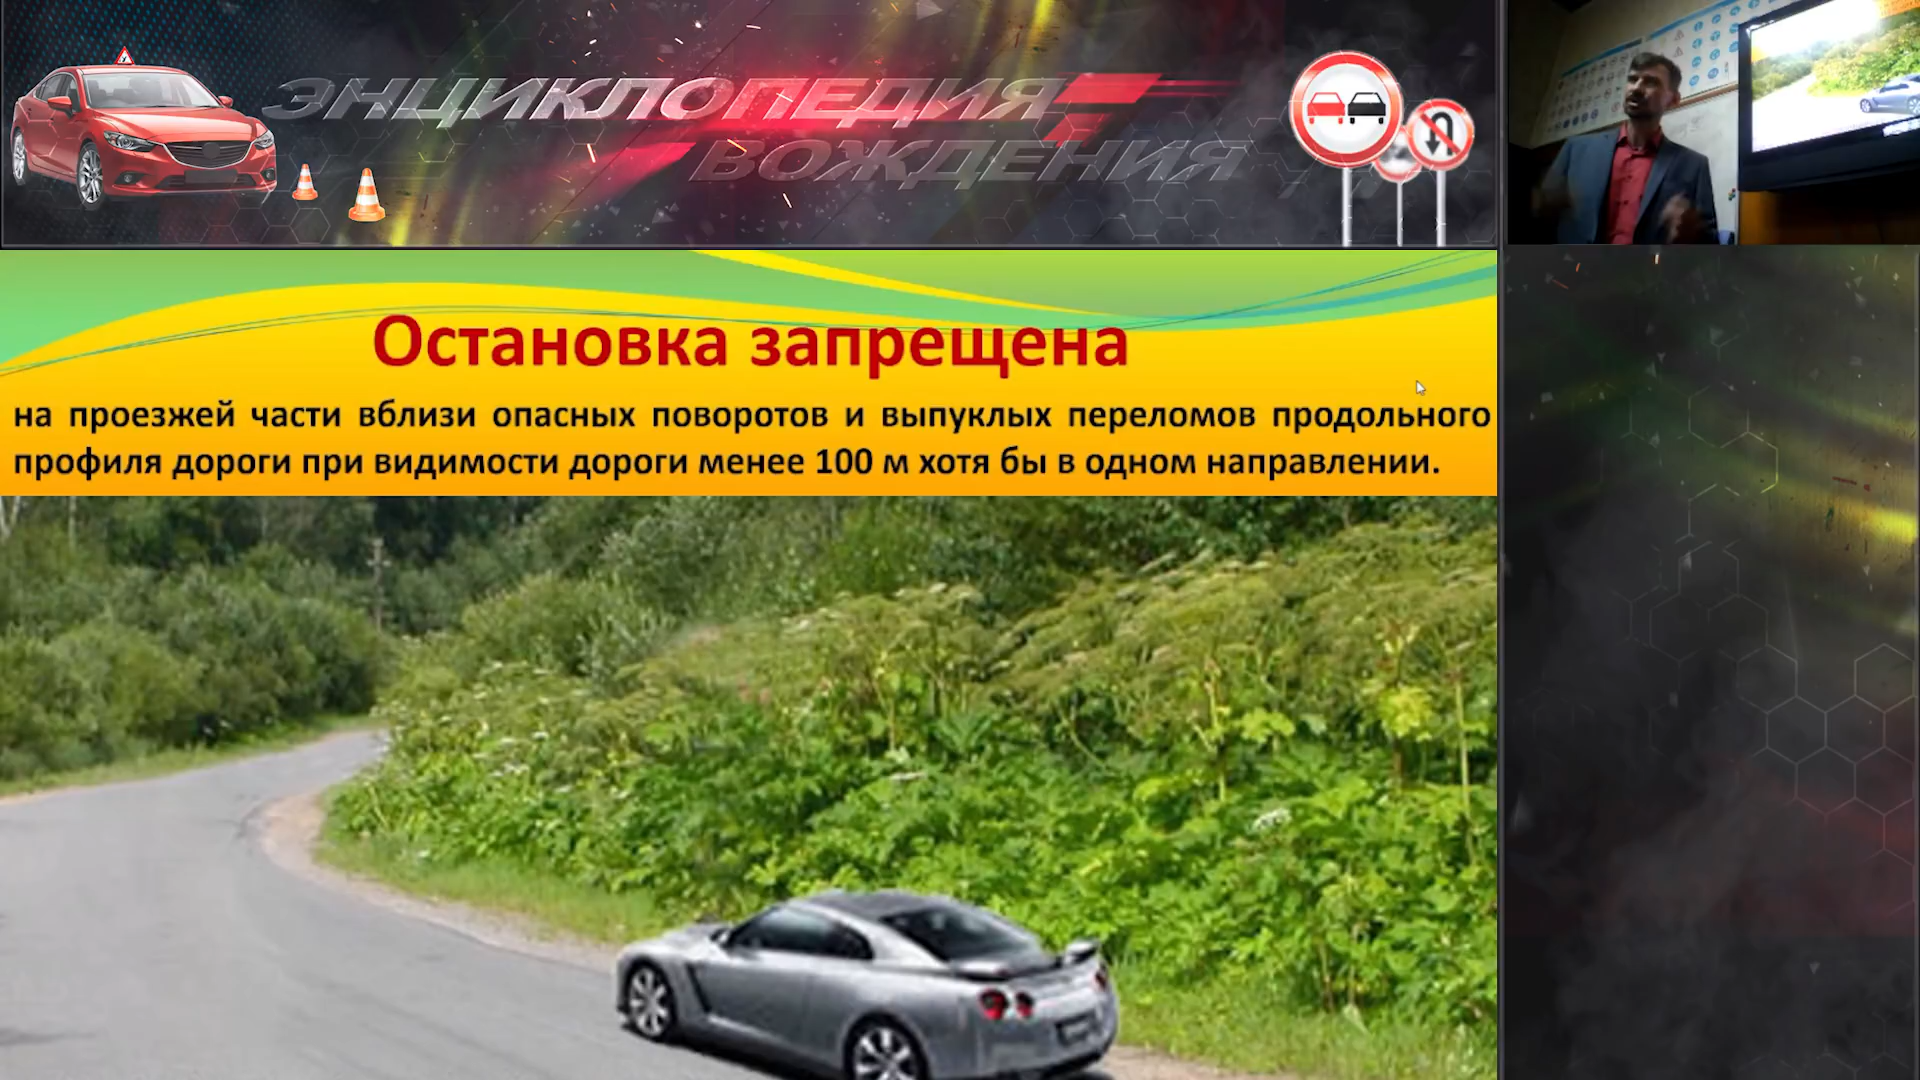 ЭНЦИКЛОПЕДИЯ
ВОЖДЕНИЯ
Остановка запрещена
на проезжей части вблизи опасных поворотов и выпуклых переломов продольного
профиля дороги при видимости дороги менее 100 м хотя бы в одном направлении.